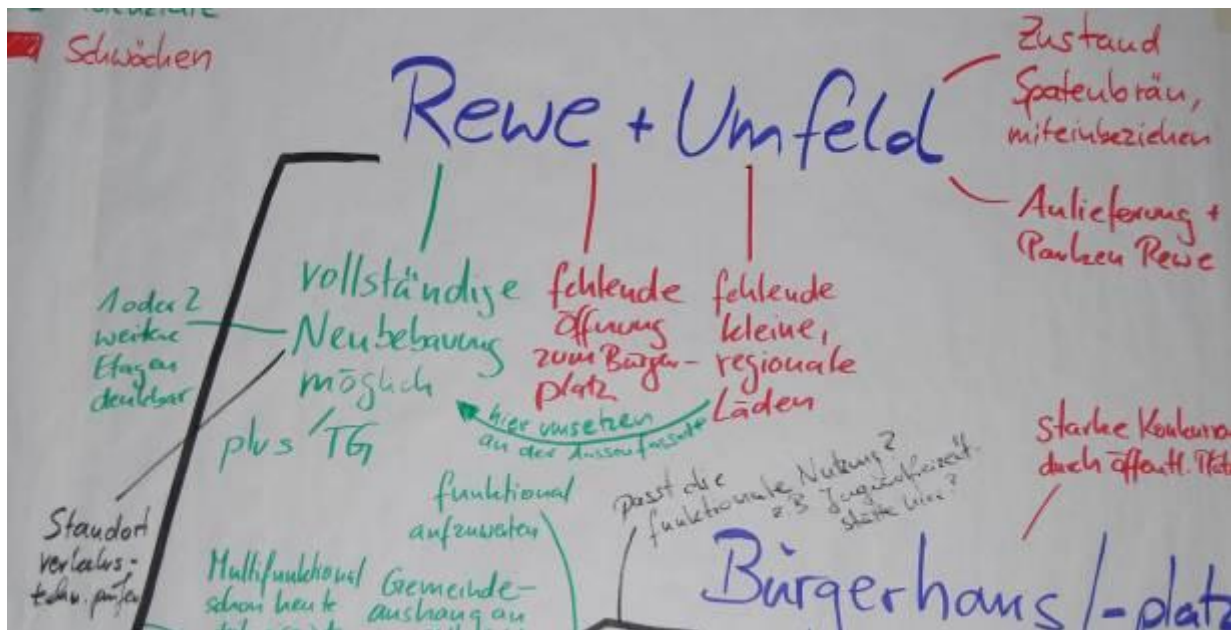 Schwächen
Rewe + Umfeld
Zustand
Spatenbräu,
miteinbeziehen
Anlieferung +
Parken Rewe
vollständige
Neubebauung
möglich
plus / TG
1 oder 2
weitere
Etagen
denkbar
fehlende
Öffnung
zum Bürger-
platz
fehlende
kleine,
regionale
Läden
hier umsetzen
an der Aussenfassade
Standort
verkehrs-
techn. prüfen
funktional
aufzuwerten
passt die
funktionale Nutzung?
z.B. Jugendfreizeit-
stätte hier?
starke
durch öffentl.
Multifunktional
schon heute
Gemeinde-
aushang an
Bürgerhaus/-platz